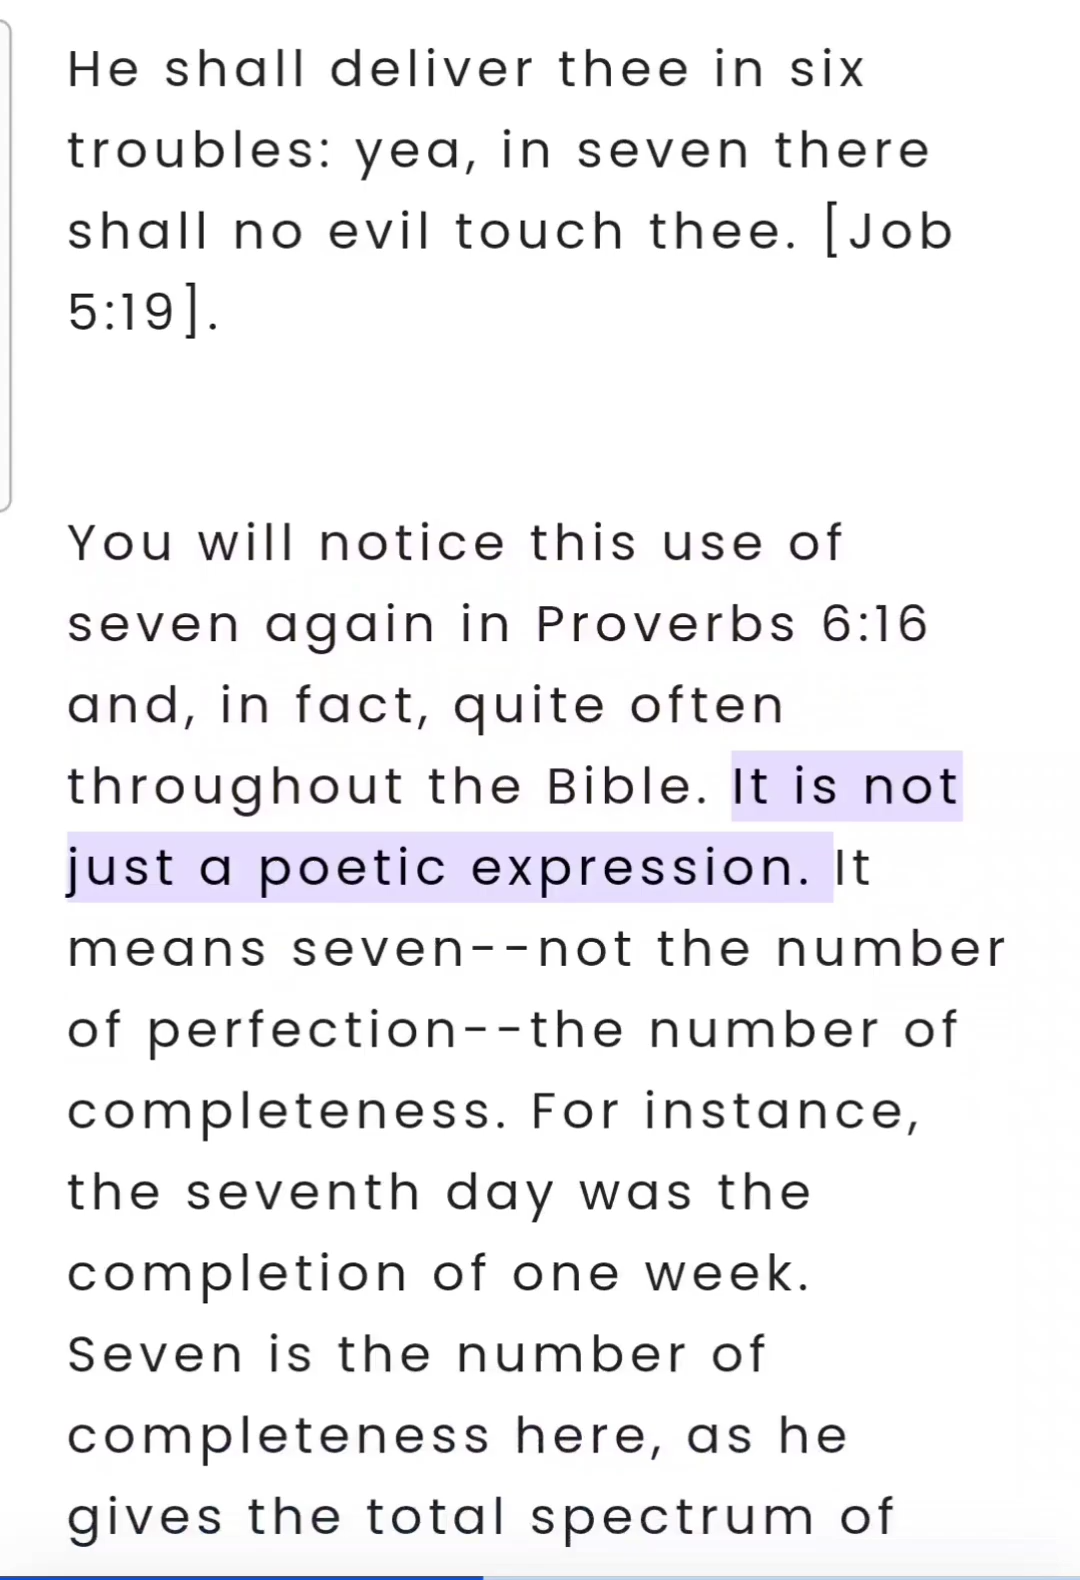 He shall deliver thee in six
troubles: yea, in seven there
shall no evil touch thee. [Job
5:19].
You will notice this use of
seven again in Proverbs 6:16
and, in fact, quite often
throughout the Bible. It is not
just a poetic expression. It
means seven--not the number
of perfection--the number of
completeness. For instance,
the seventh day was the
completion of one week.
Seven is the number of
completeness here, as he
gives the total spectrum of